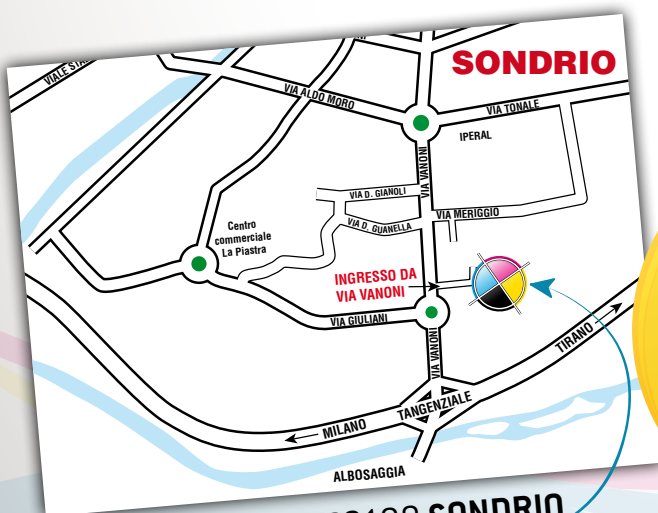 SONDRIO
VIALE STA
VIA ALDO MORO
VIA TONALE
IPERAL
VIA VANONI
VIA D. GIANOLI
VIA D. GUANELLA
VIA MERIGGIO
Centro
commerciale
La Piastra
INGRESSO DA
VIA VANONI
VIA GIULIANI
VIA VANONI
TIRANO
TANGENZIALE
MILANO
ALBOSAGGIA
SONDRIO